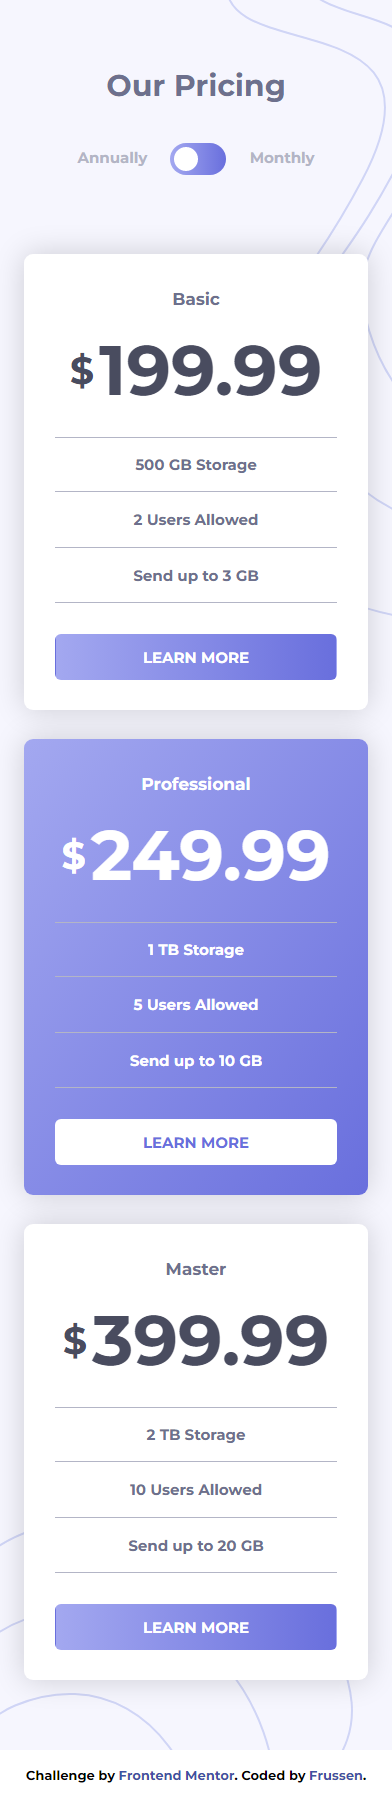 Our Pricing
Annually Monthly
Basic
$199.99
500 GB Storage
2 Users Allowed
Send up to 3 GB
LEARN MORE
Professional
$249.99
1 TB Storage
5 Users Allowed
Send up to 10 GB
LEARN MORE
Master
$399.99
2 TB Storage
10 Users Allowed
Send up to 20 GB
LEARN MORE
Challenge by Frontend Mentor. Coded by Frussen.